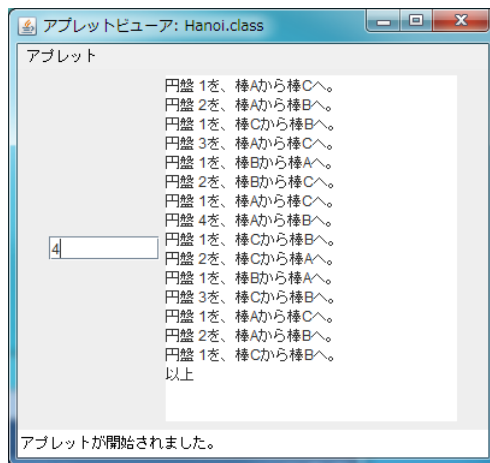 アプレットビューア: Hanoi.class
アプレット
円盤 1を、棒Aから棒Cへ。
円盤 2を、棒Aから棒Bへ。
円盤 1を、棒Cから棒Bへ。
円盤 3を、棒Aから棒Cへ。
円盤 1を、棒Bから棒Aへ。
円盤 2を、棒Bから棒Cへ。
円盤 1を、棒Aから棒Cへ。
円盤 4を、棒Aから棒Bへ。
4
円盤 1を、棒Cから棒Bへ。
円盤 2を、棒Cから棒Aへ。
円盤 1を、棒Bから棒Aへ。
円盤 3を、棒Cから棒Bへ。
円盤 1を、棒Aから棒Cへ。
円盤 2を、棒Aから棒Bへ。
円盤 1を、棒Cから棒Bへ。
以上
アプレットが開始されました。